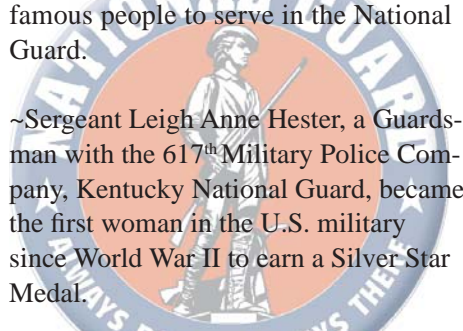 famous people to serve in the National
Guard.
~Sergeant Leigh Anne Hester, a Guards-
man with the 617th Military Police Com-
pany, Kentucky National Guard, became
the first woman in the U.S. military
since World War II to earn a Silver Star
Medal.